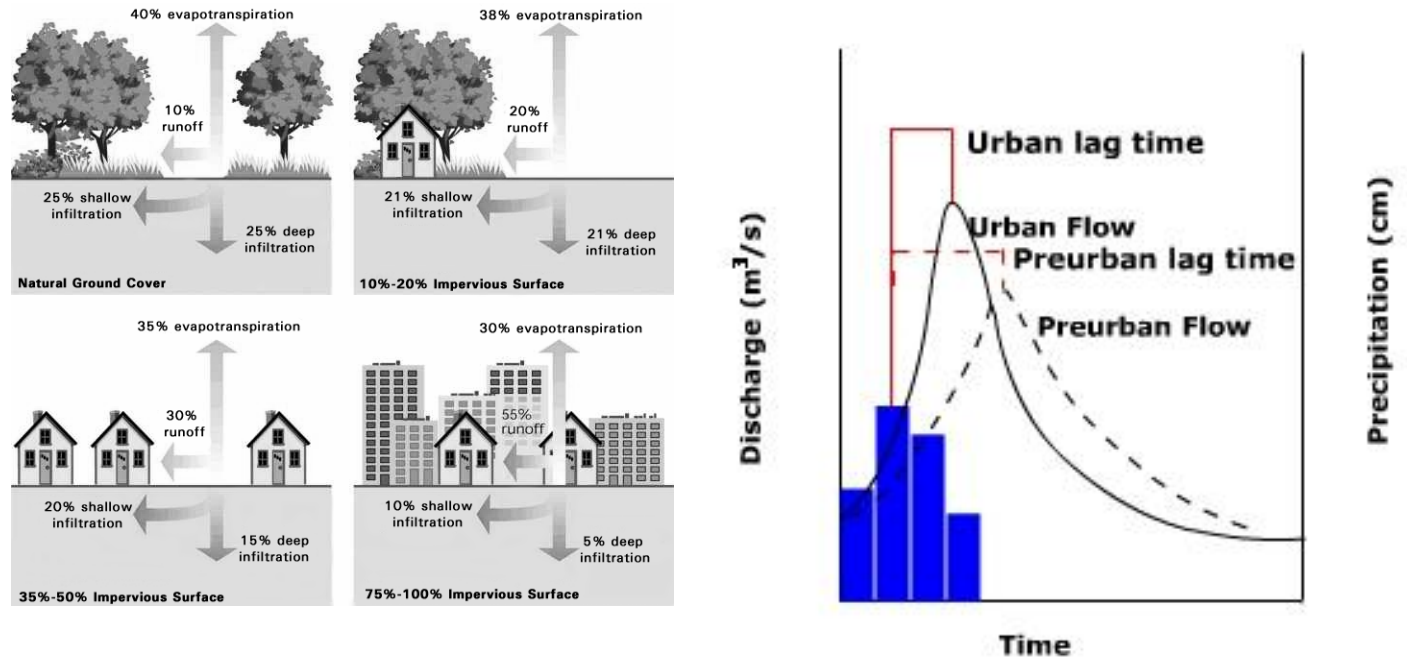 40% evapotranspiration
10%
runoff
25% shallow
infiltration
25% deep
infiltration
Natural Ground Cover
38% evapotranspiration
20%
runoff
21% shallow
infiltration
21% deep
infiltration
10%-20% Impervious Surface
35% evapotranspiration
30%
runoff
20% shallow
infiltration
15% deep
infiltration
35%-50% Impervious Surface
30% evapotranspiration
55%
runoff
10% shallow
infiltration
5% deep
infiltration
75%-100% Impervious Surface
Discharge (m³/s)
Urban lag time
Urban Flow
Preurban lag time
Preurban Flow
Precipitation (cm)
Time